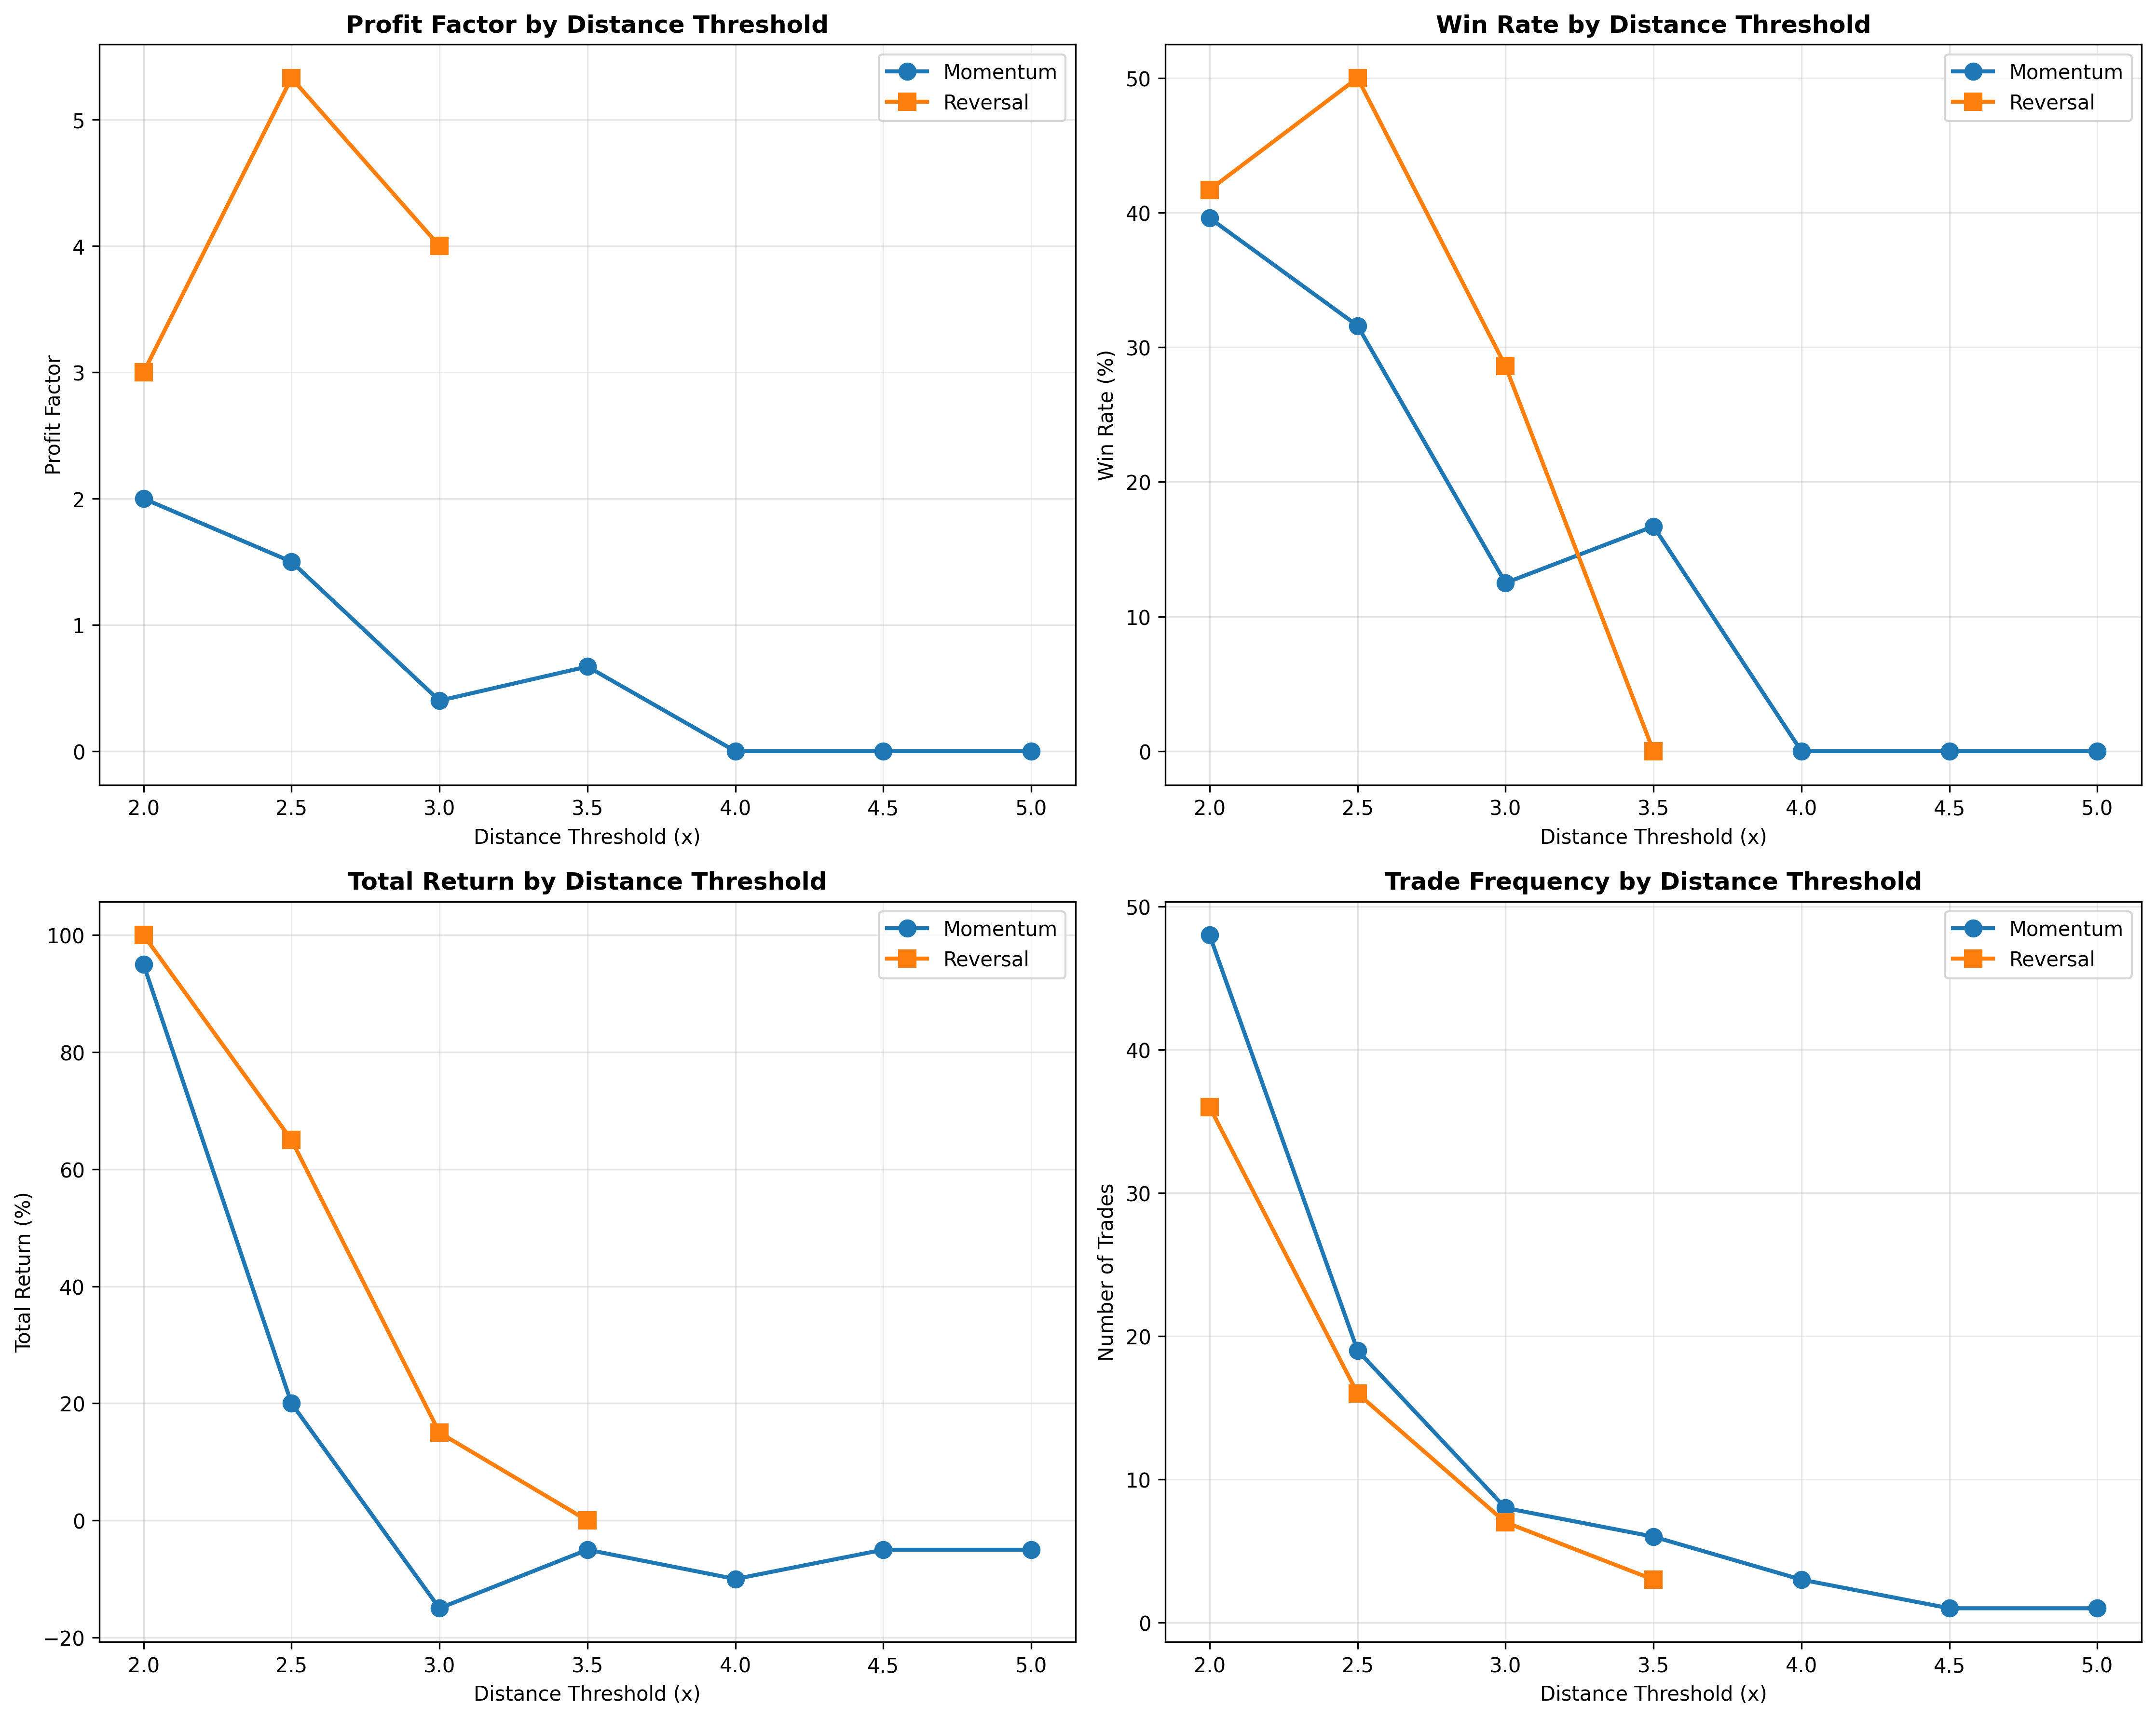 Profit Factor by Distance Threshold
Profit Factor
5
4
3
2
1
0
2.0 2.5 3.0 3.5 4.0 4.5 5.0
Distance Threshold (x)
Momentum
Reversal
Win Rate by Distance Threshold
Win Rate (%)
50
40
30
20
10
0
2.0 2.5 3.0 3.5 4.0 4.5 5.0
Distance Threshold (x)
Momentum
Reversal
Total Return by Distance Threshold
Total Return (%)
100
80
60
40
20
0
−20
2.0 2.5 3.0 3.5 4.0 4.5 5.0
Distance Threshold (x)
Momentum
Reversal
Trade Frequency by Distance Threshold
Number of Trades
50
40
30
20
10
0
2.0 2.5 3.0 3.5 4.0 4.5 5.0
Distance Threshold (x)
Momentum
Reversal